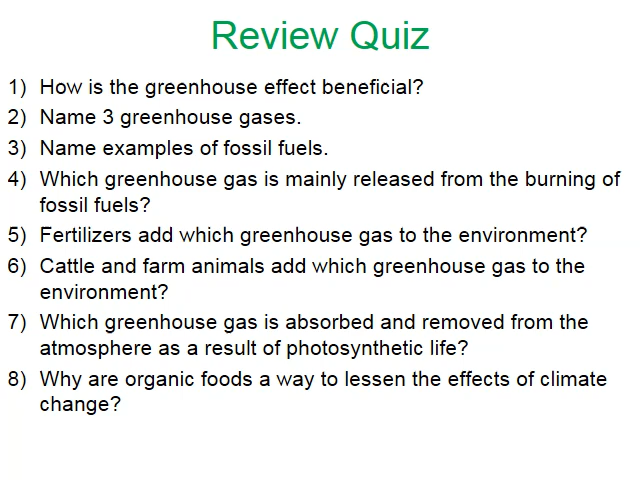 Review Quiz
1) How is the greenhouse effect beneficial?
2) Name 3 greenhouse gases.
3) Name examples of fossil fuels.
4) Which greenhouse gas is mainly released from the burning of
fossil fuels?
5) Fertilizers add which greenhouse gas to the environment?
6) Cattle and farm animals add which greenhouse gas to the
environment?
7) Which greenhouse gas is absorbed and removed from the
atmosphere as a result of photosynthetic life?
8) Why are organic foods a way to lessen the effects of climate
change?